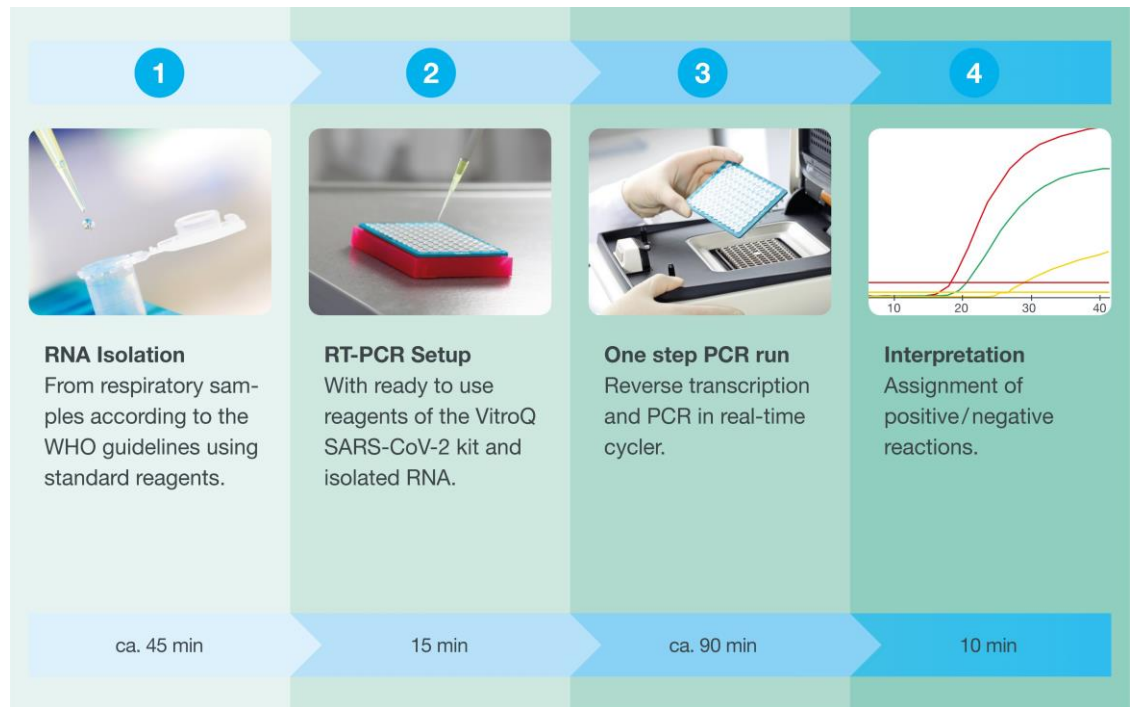 1
2
3
4
10 20 30 40
RNA Isolation
From respiratory sam-
ples according to the
WHO guidelines using
standard reagents.
RT-PCR Setup
With ready to use
reagents of the VitroQ
SARS-CoV-2 kit and
isolated RNA.
One step PCR run
Reverse transcription
and PCR in real-time
cycler.
Interpretation
Assignment of
positive/negative
reactions.
ca. 45 min
15 min
ca. 90 min
10 min